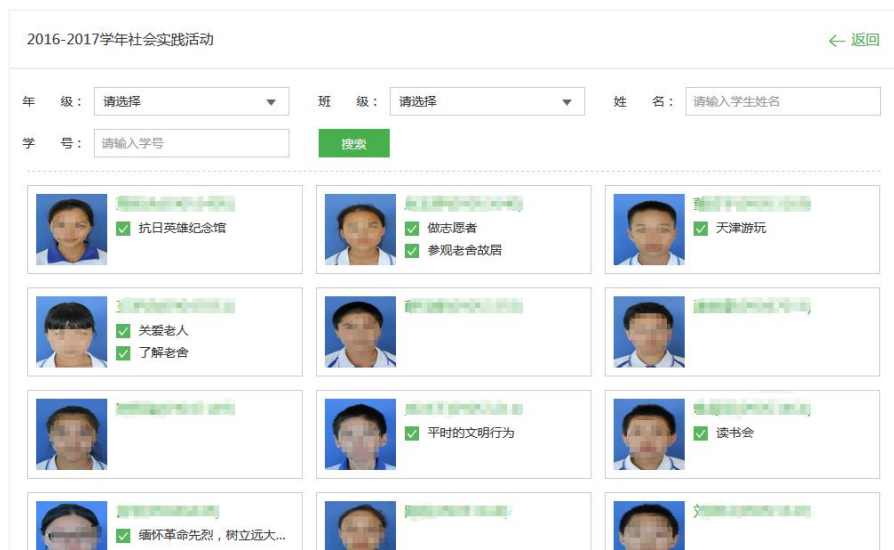 2016-2017学年社会实践活动
← 返回
年 级： 请选择 班 级： 请选择 姓 名： 请输入学生姓名
学 号： 请输入学号 搜索
抗日英雄纪念馆
做志愿者
参观老舍故居
天津游玩
关爱老人
了解老舍
平时的文明行为
读书会
缅怀革命先烈，树立远大...